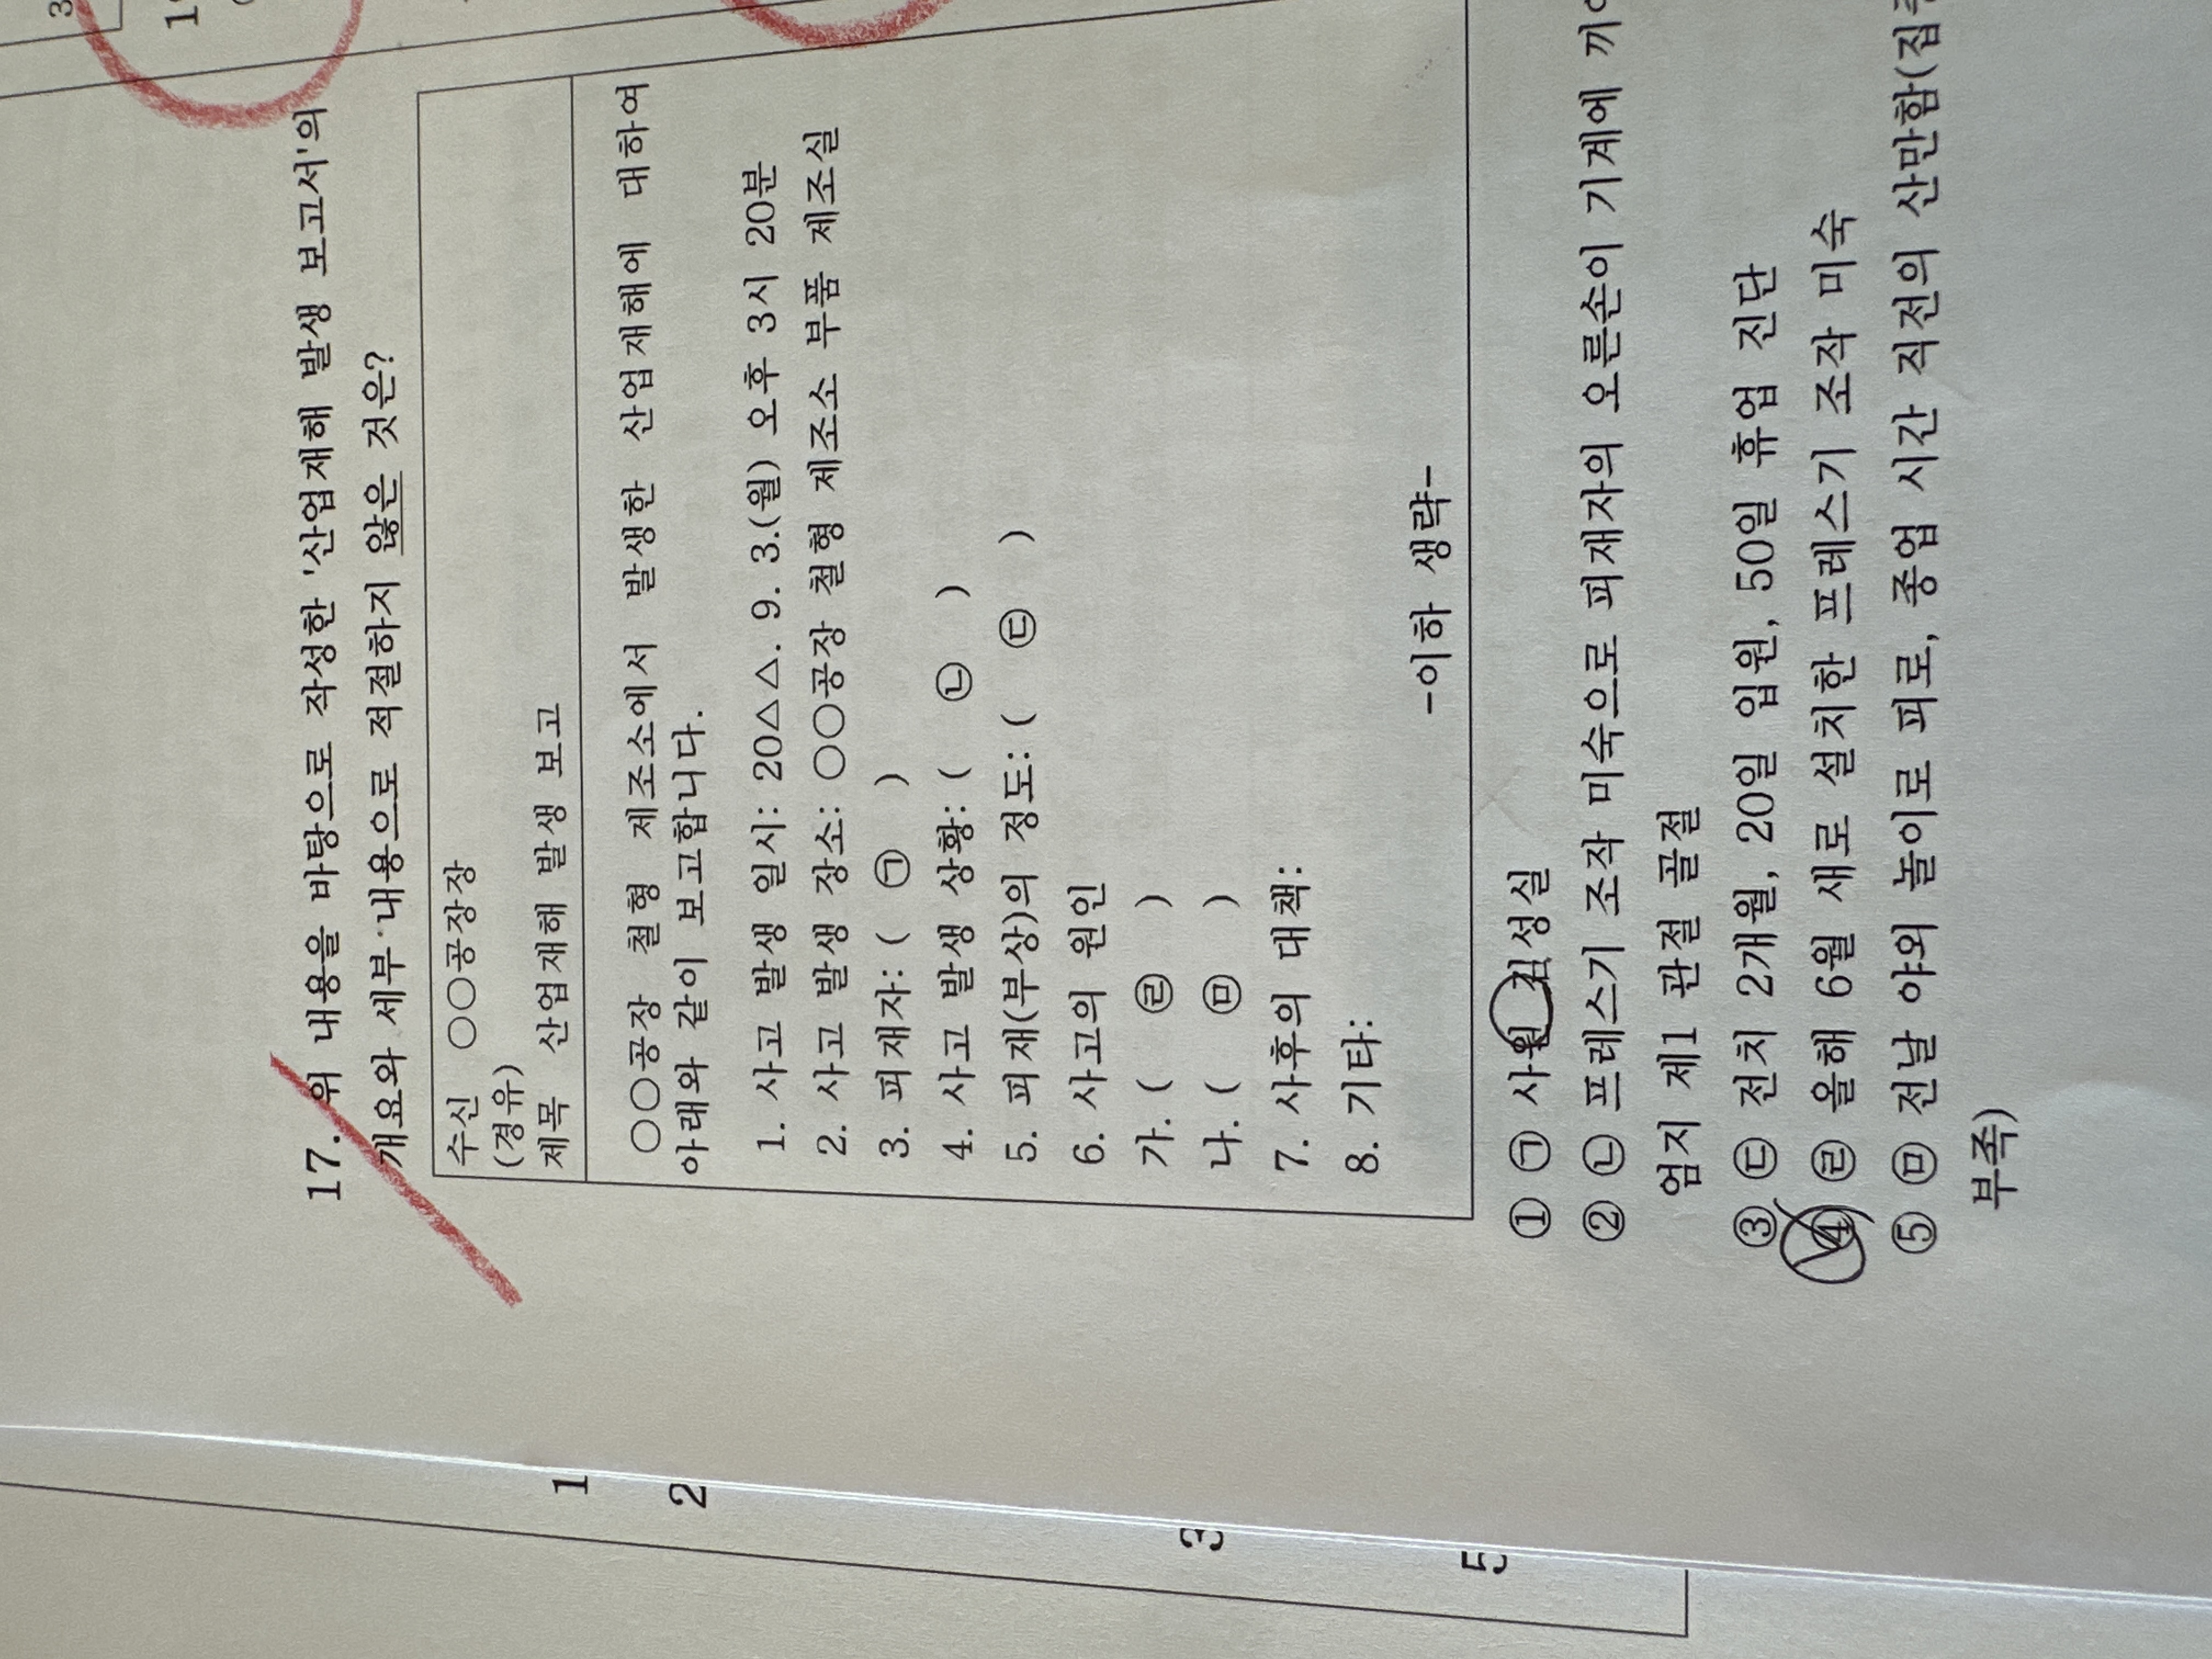 17. 위 내용을 바탕으로 작성한 '산업재해 발생 보고서'의
개요와 세부 내용으로 적절하지 않은 것은?
수신 ○○공장장
(경유)
제목 산업재해 발생 보고
○○공장 철형 제조소에서 발생한 산업재해에 대하여
아래와 같이 보고합니다.
1. 사고 발생 일시: 20△△. 9. 3.(월) 오후 3시 20분
2. 사고 발생 장소: ○○공장 철형 제조소 부품 제조실
3. 피재자: ( ㉠ )
4. 사고 발생 상황: ( ㉡ )
5. 피재(부상)의 정도: ( ㉢ )
6. 사고의 원인
가. ( ㉣ )
나. ( ㉤ )
7. 사후의 대책:
8. 기타:
-이하 생략-
① ㉠ 사원 김성실
② ㉡ 프레스기 조작 미숙으로 피재자의 오른손이 기계에
엄지 제1 관절 골절
③ ㉢ 전치 2개월, 20일 입원, 50일 휴업 진단
④ ㉣ 올해 6월 새로 설치한 프레스기 조작 미숙
⑤ ㉤ 전날 야외 놀이로 피로, 종업 시간 직전의 산만함(집중
부족)
1
2
3
5